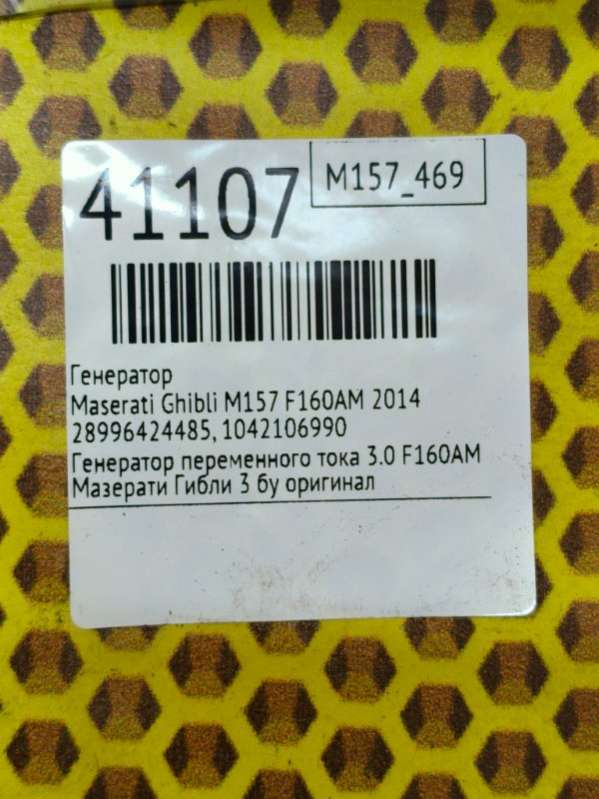 41107
M157_469
Генератор
Maserati Ghibli M157 F160AM 2014
28996424485, 1042106990
Генератор переменного тока 3.0 F160AM
Мазерати Гибли 3 бу оригинал